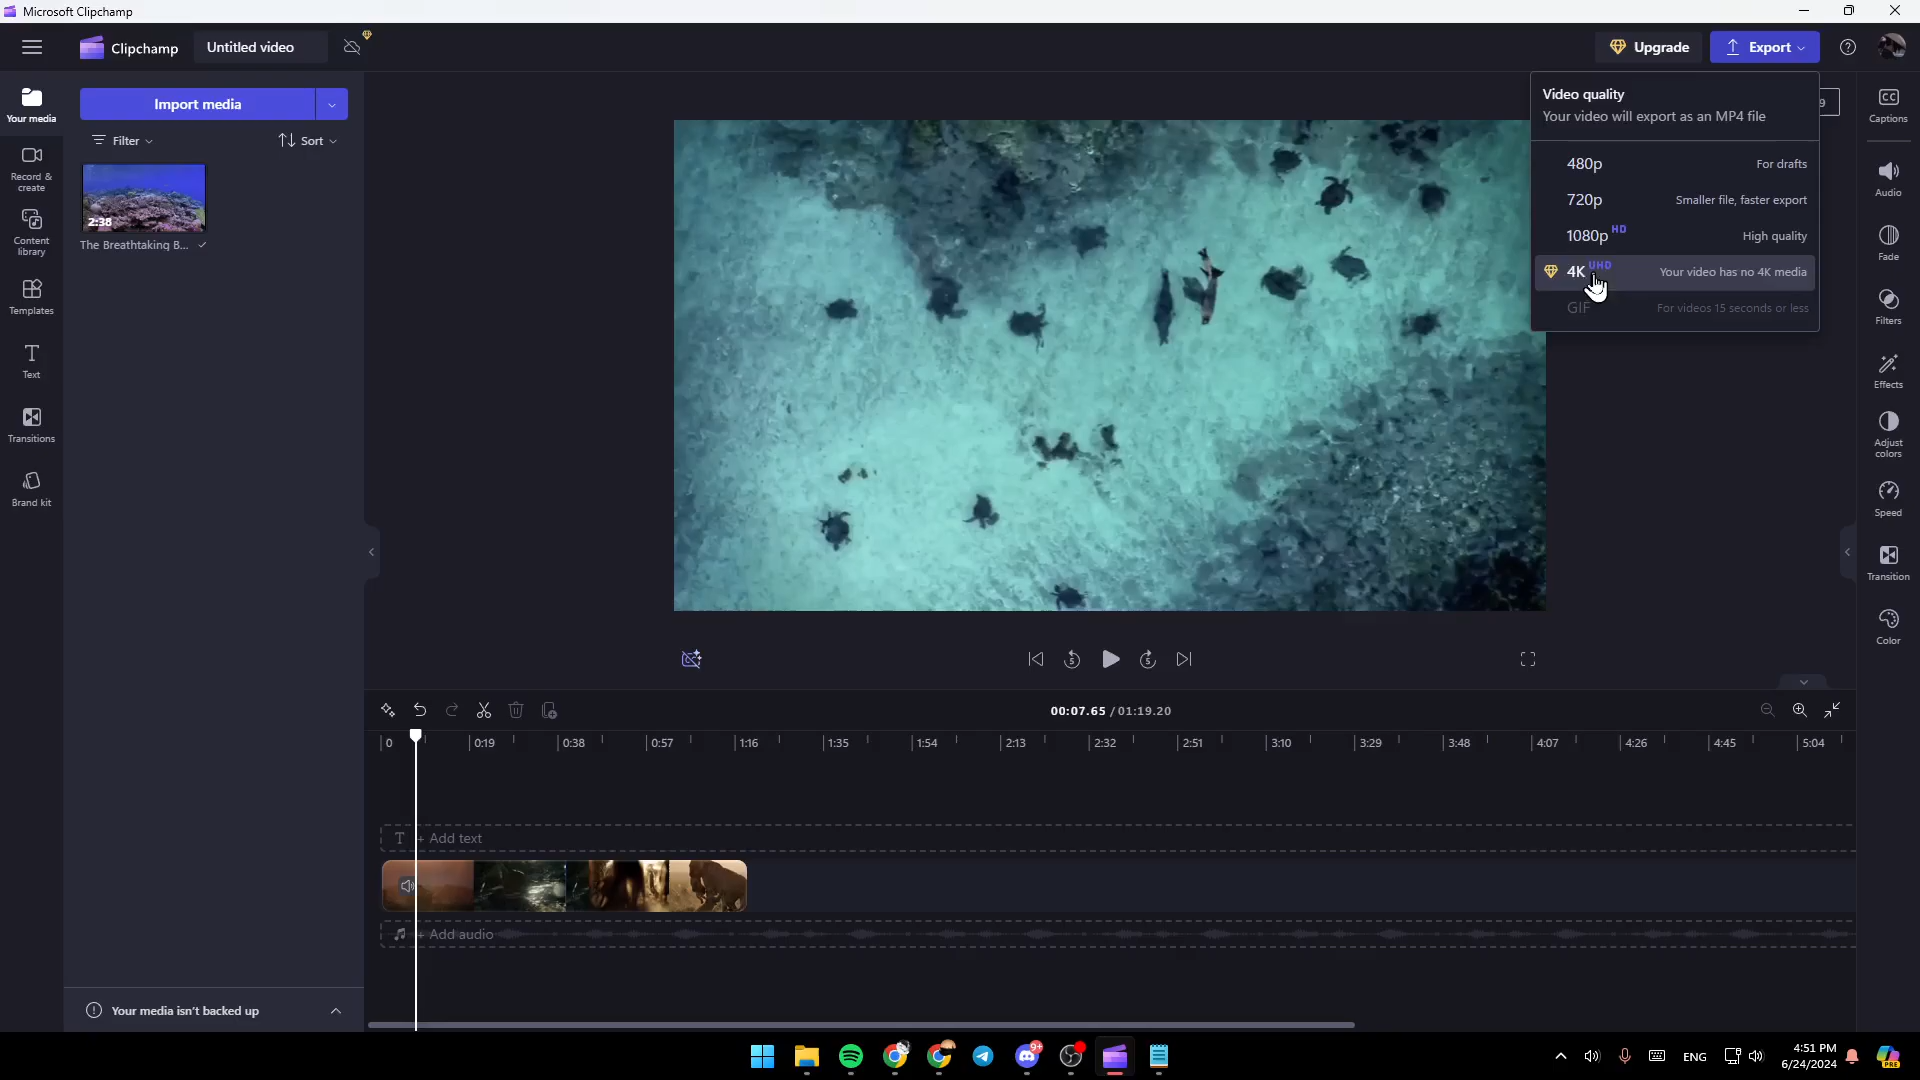 Microsoft Clipchamp
Clipchamp
Untitled video
Upgrade
Export
Your media
Record & create
Content library
Templates
Text
Transitions
Brand kit
Import media
Filter
Sort
2:38
The Breathtaking B...
Your media isn't backed up
Video quality
Your video will export as an MP4 file
480p For drafts
720p Smaller file, faster export
1080p HD High quality
4K UHD Your video has no 4K media
GIF For videos 15 seconds or less
9
Captions
Audio
Fade
Filters
Effects
Adjust colors
Speed
Transition
Color
5
5
00:07.65 / 01:19.20
0 0:19 0:38 0:57 1:16 1:35 1:54 2:13 2:32 2:51 3:10 3:29 3:48 4:07 4:26 4:45 5:04
T + Add text
+ Add audio
9+
ENG
4:51 PM
6/24/2024
PRE